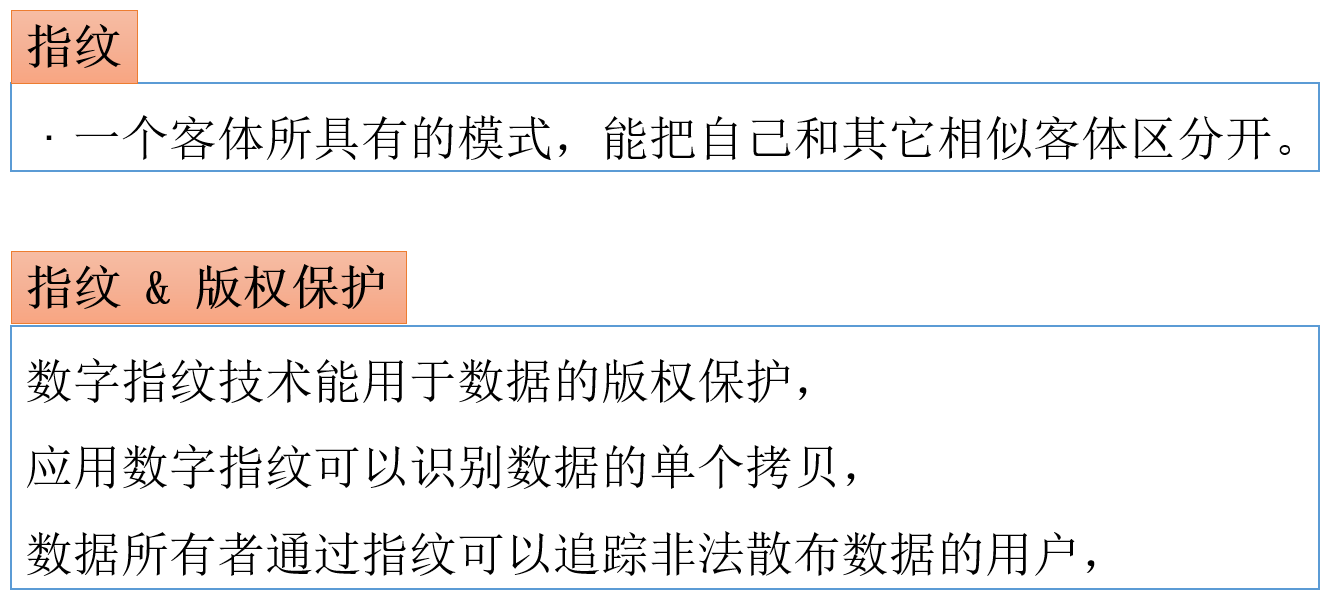 指纹
·一个客体所具有的模式，能把自己和其它相似客体区分开。
指纹 & 版权保护
数字指纹技术能用于数据的版权保护，
应用数字指纹可以识别数据的单个拷贝，
数据所有者通过指纹可以追踪非法散布数据的用户，